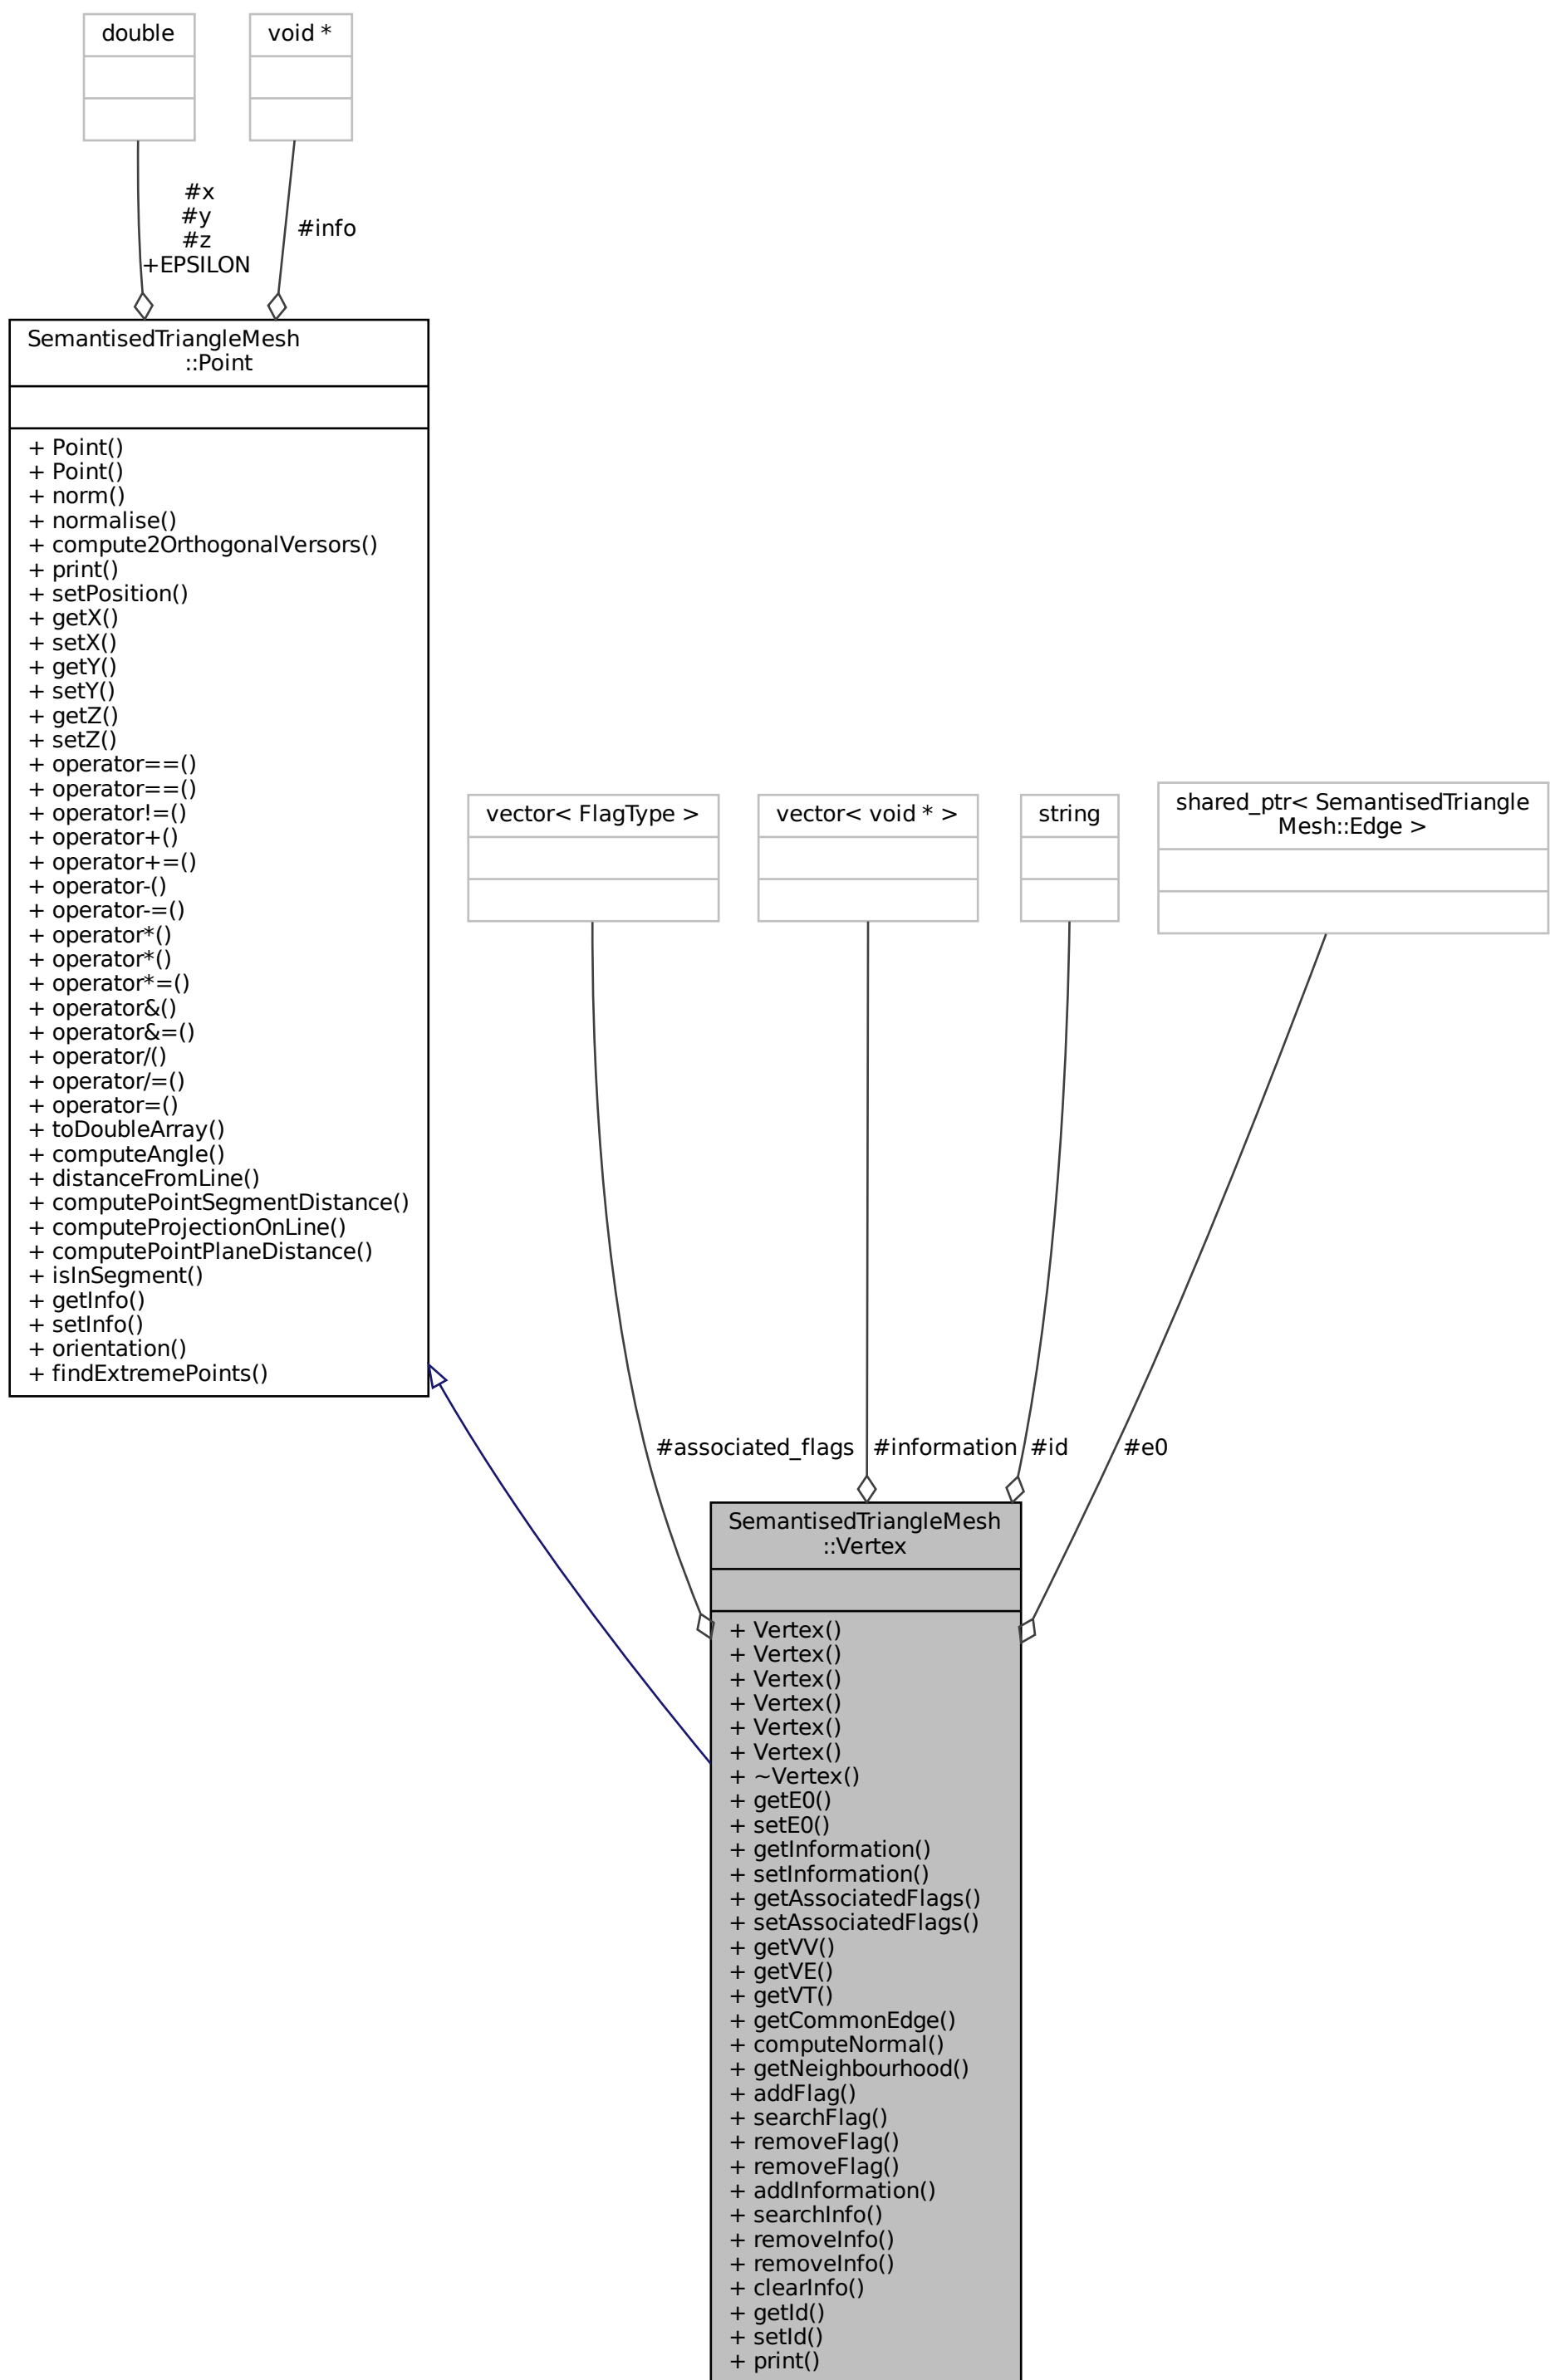 double
void *
#x
#y
#z
+EPSILON
#info
SemantisedTriangleMesh
::Point
+ Point()
+ Point()
+ norm()
+ normalise()
+ compute2OrthogonalVersors()
+ print()
+ setPosition()
+ getX()
+ setX()
+ getY()
+ setY()
+ getZ()
+ setZ()
+ operator==()
+ operator==()
+ operator!=()
+ operator+()
+ operator+=()
+ operator-()
+ operator-=()
+ operator*()
+ operator*()
+ operator*=()
+ operator&()
+ operator&=()
+ operator/()
+ operator/=()
+ operator=()
+ toDoubleArray()
+ computeAngle()
+ distanceFromLine()
+ computePointSegmentDistance()
+ computeProjectionOnLine()
+ computePointPlaneDistance()
+ isInSegment()
+ getInfo()
+ setInfo()
+ orientation()
+ findExtremePoints()
vector< FlagType >
vector< void * >
string
shared_ptr< SemantisedTriangle
Mesh::Edge >
#associated_flags
#information
#id
#e0
SemantisedTriangleMesh
::Vertex
+ Vertex()
+ Vertex()
+ Vertex()
+ Vertex()
+ Vertex()
+ Vertex()
+ ~Vertex()
+ getE0()
+ setE0()
+ getInformation()
+ setInformation()
+ getAssociatedFlags()
+ setAssociatedFlags()
+ getVV()
+ getVE()
+ getVT()
+ getCommonEdge()
+ computeNormal()
+ getNeighbourhood()
+ addFlag()
+ searchFlag()
+ removeFlag()
+ removeFlag()
+ addInformation()
+ searchInfo()
+ removeInfo()
+ removeInfo()
+ clearInfo()
+ getId()
+ setId()
+ print()